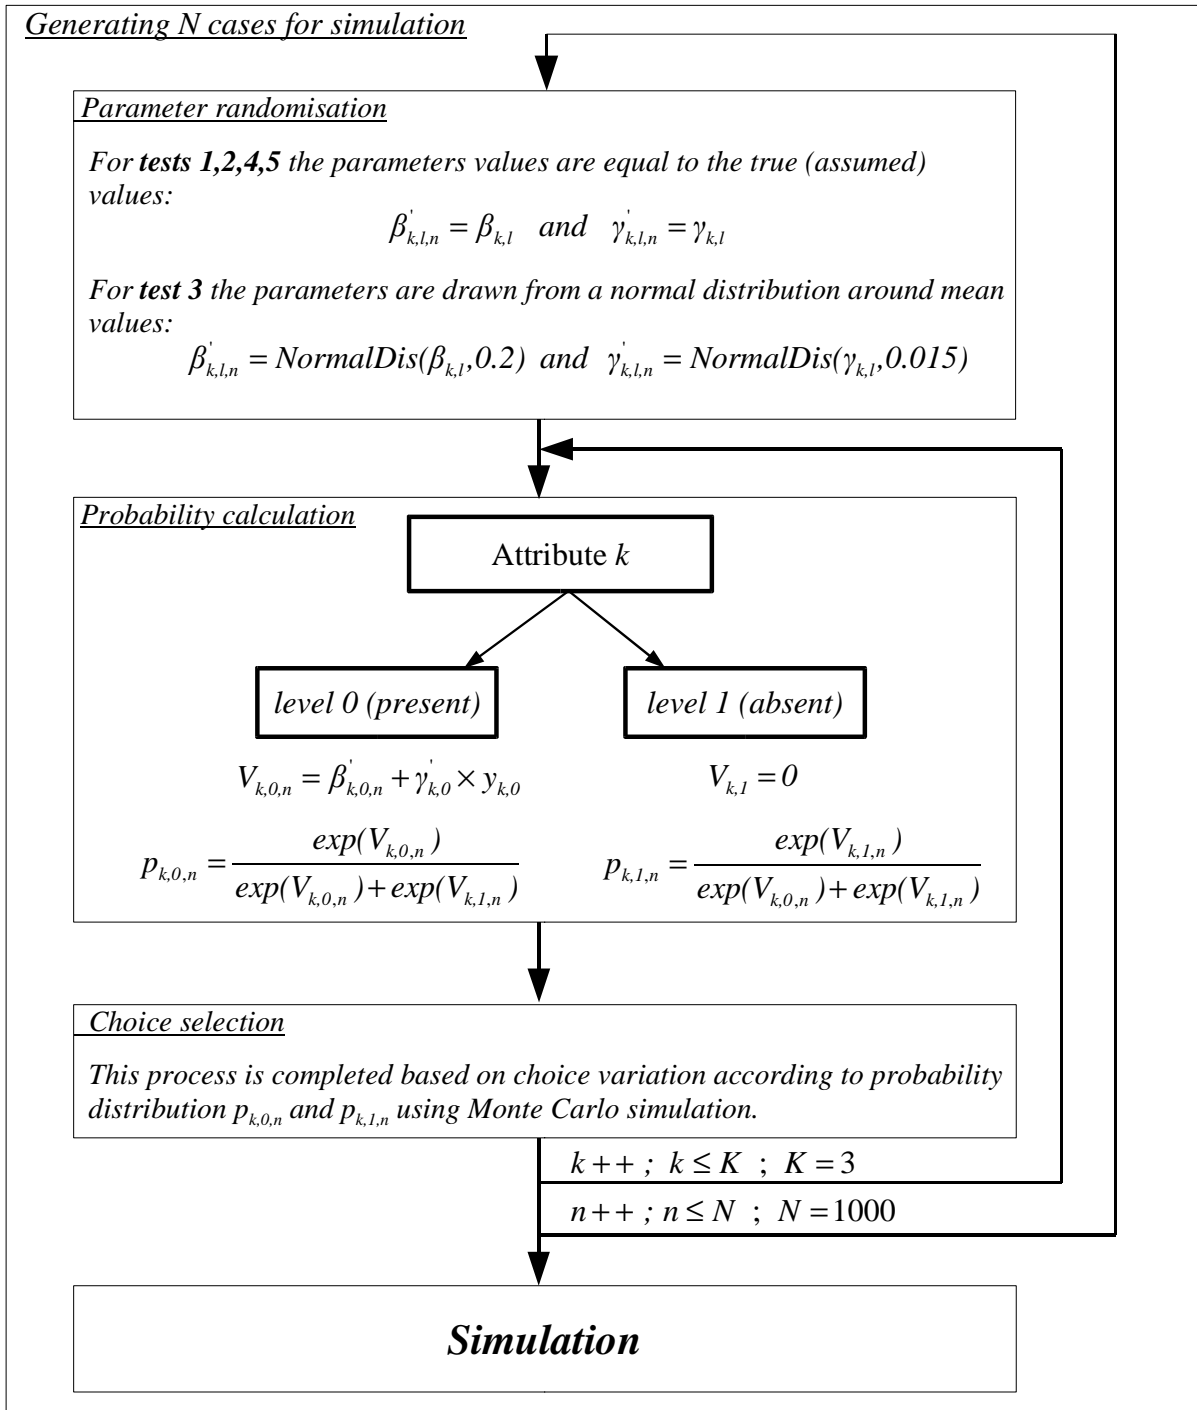 Generating N cases for simulation
Parameter randomisation
For tests 1,2,4,5 the parameters values are equal to the true (assumed)
values:
β'k,l,n = βk,l and γ'k,l,n = γk,l
For test 3 the parameters are drawn from a normal distribution around mean
values:
β'k,l,n = NormalDis(βk,l,0.2) and γ'k,l,n = NormalDis(γk,l,0.015)
Probability calculation
Attribute k
level 0 (present) level 1 (absent)
Vk,0,n = β'k,0,n + γ'k,0 × yk,0 Vk,1 = 0
pk,0,n = exp(Vk,0,n) / exp(Vk,0,n)+exp(Vk,1,n) pk,1,n = exp(Vk,1,n) / exp(Vk,0,n)+exp(Vk,1,n)
Choice selection
This process is completed based on choice variation according to probability
distribution pk,0,n and pk,1,n using Monte Carlo simulation.
k++ ; k ≤ K ; K = 3
n++ ; n ≤ N ; N = 1000
Simulation